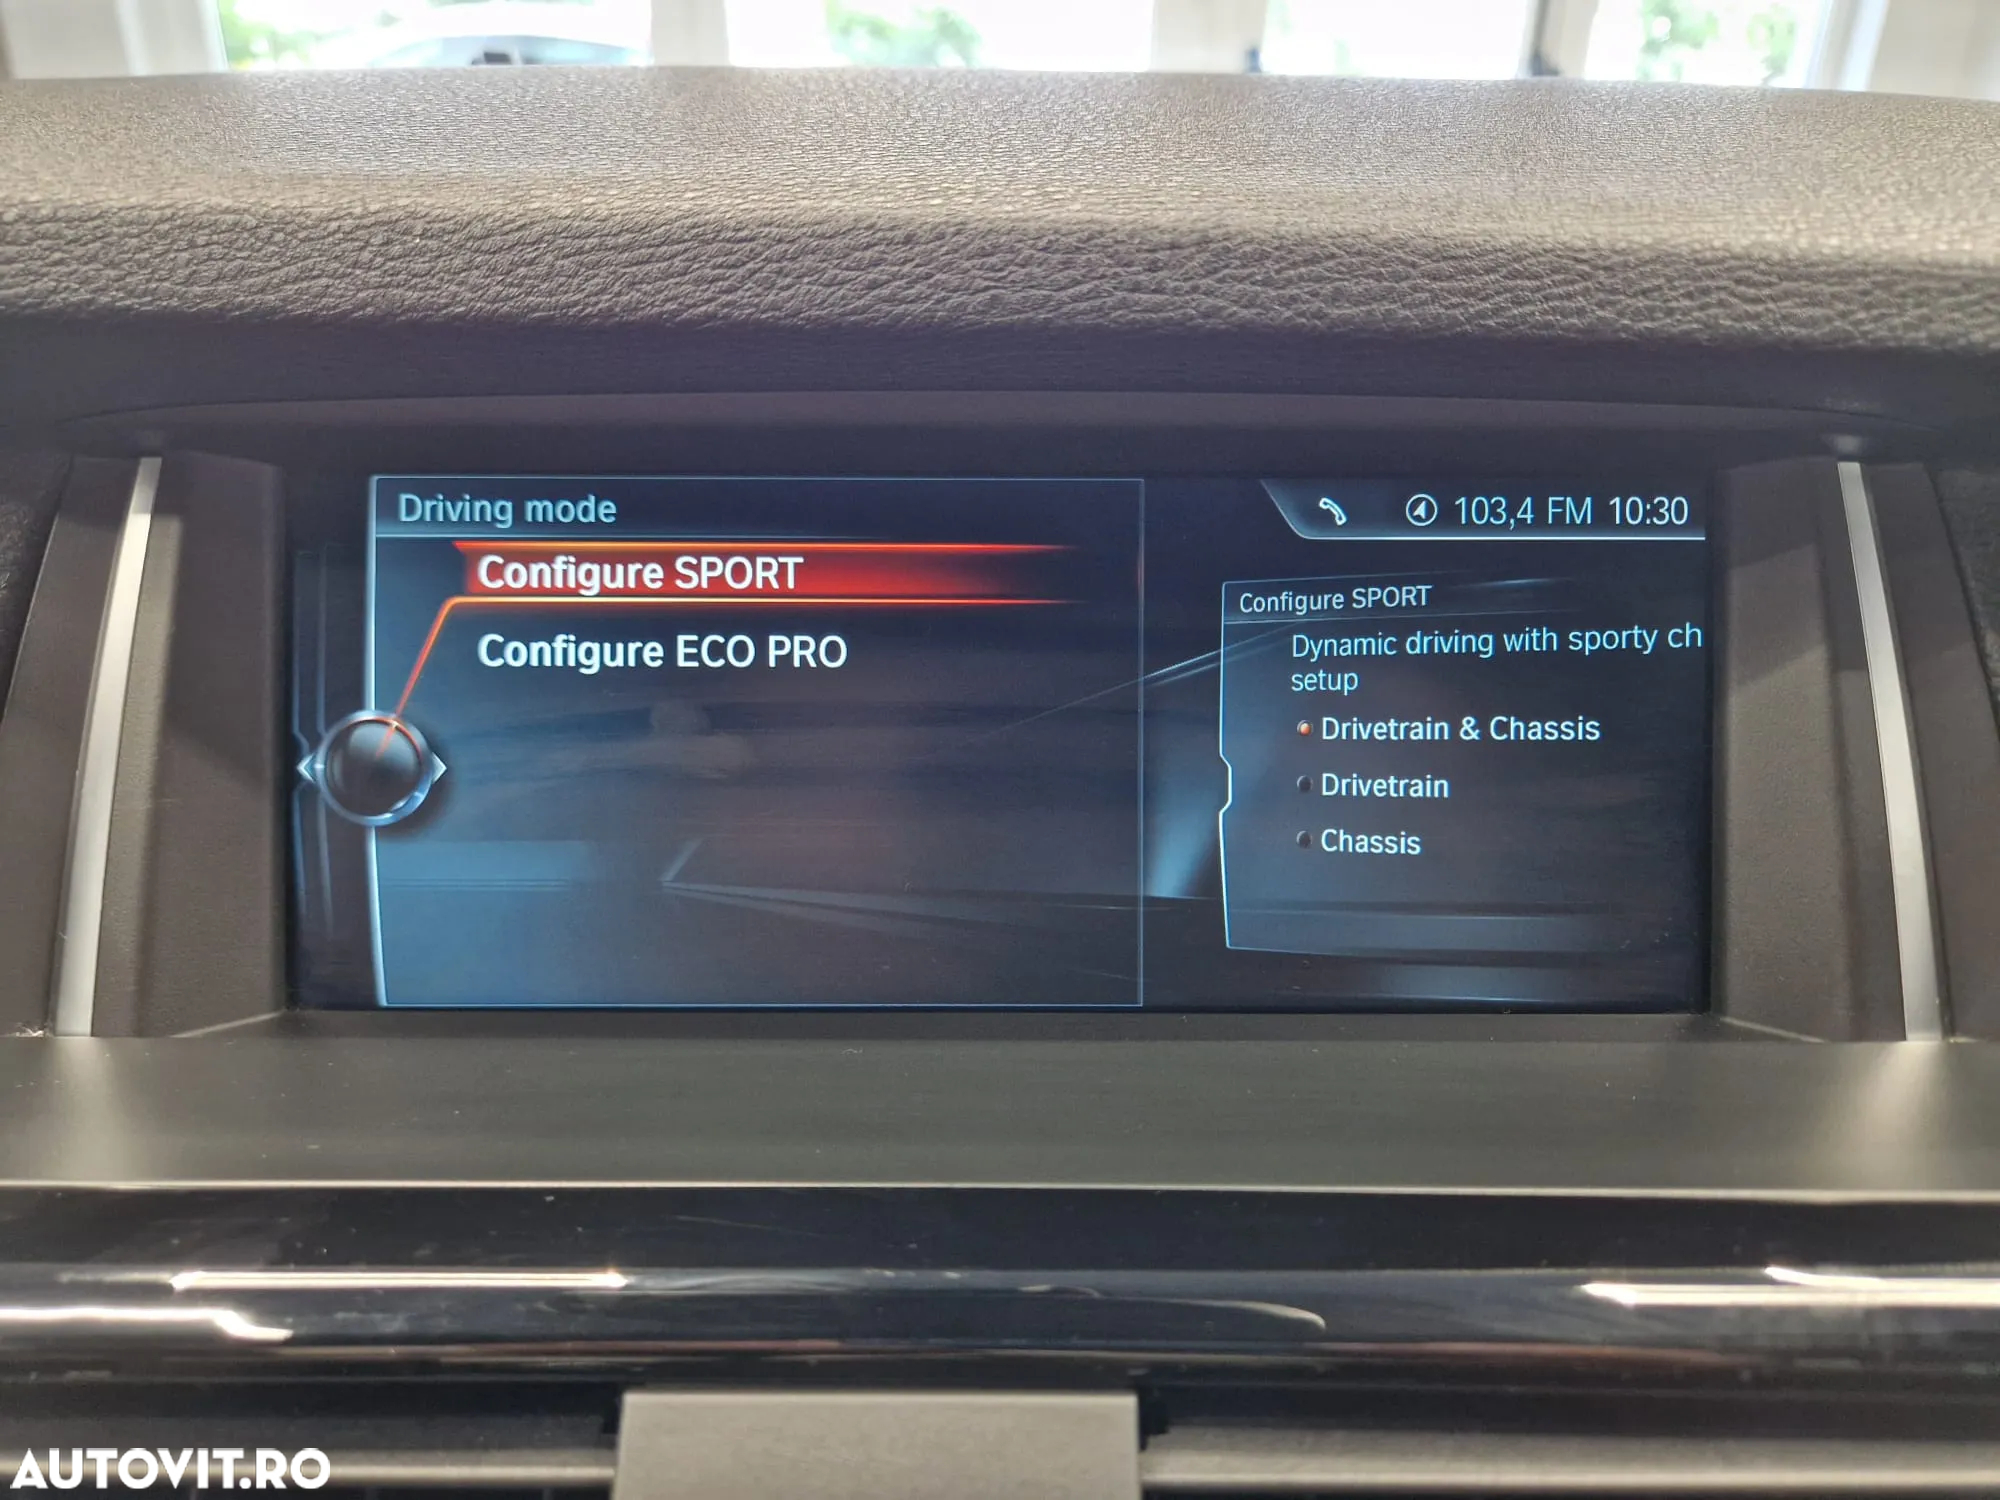 Driving mode
Configure SPORT
Configure ECO PRO
103,4 FM 10:30
Configure SPORT
Dynamic driving with sporty ch
setup
Drivetrain & Chassis
Drivetrain
Chassis
AUTOVIT.RO